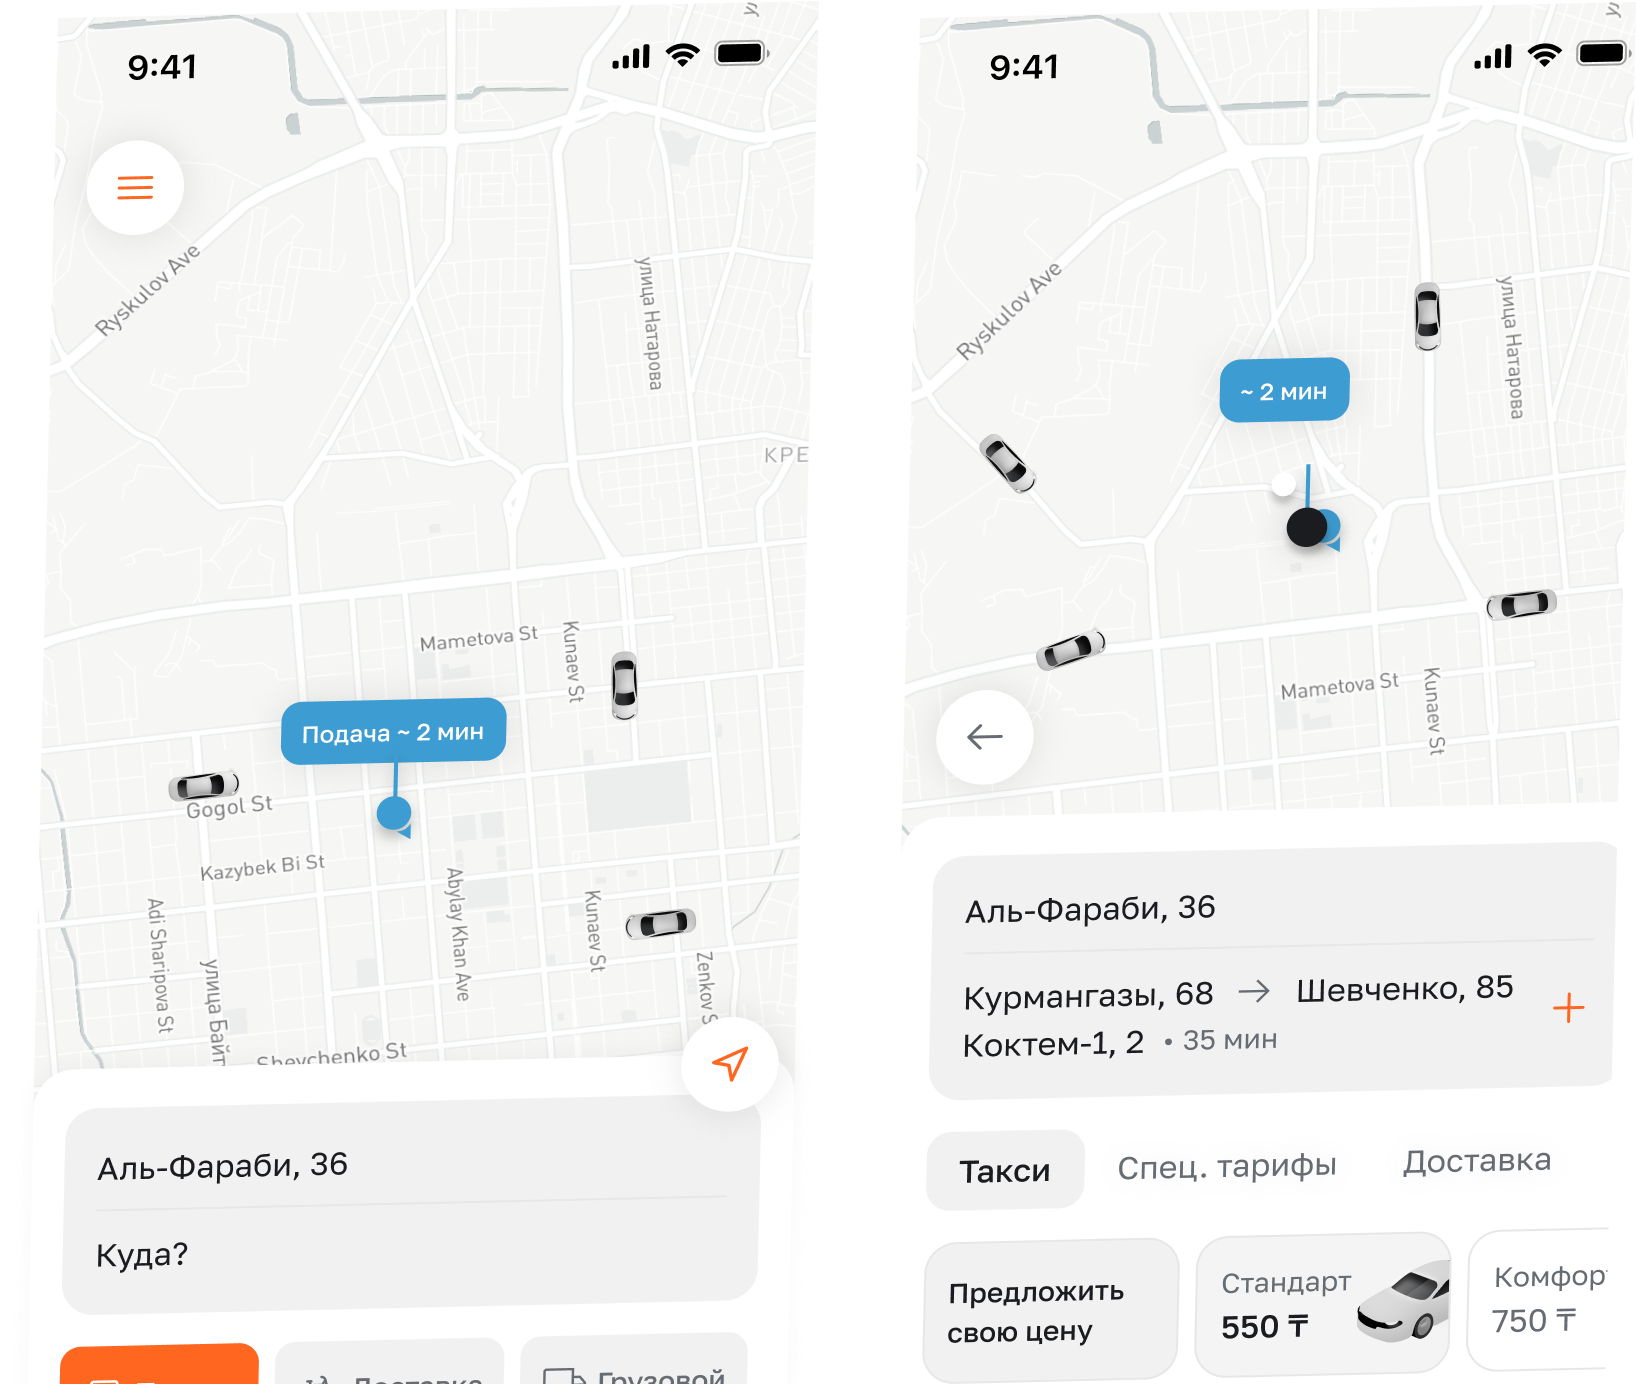 9:41
Ryskulov Ave
улица Натарова
КРЕ
Mametova St
Kunaev St
Подача ~ 2 мин
Gogol St
Kazybek Bi St
Adi Sharipova St
улица Байт
Abylay Khan Ave
Kunaev St
Zenkov S
Shevchenko St
Аль-Фараби, 36
Куда?
Доставка
Грузовой
9:41
Ryskulov Ave
улица Натарова
~ 2 мин
Mametova St
Kunaev St
Аль-Фараби, 36
Курмангазы, 68 → Шевченко, 85
Коктем-1, 2 • 35 мин
Такси Спец. тарифы Доставка
Предложить
свою цену
Стандарт
550 ₸
Комфор
750 ₸